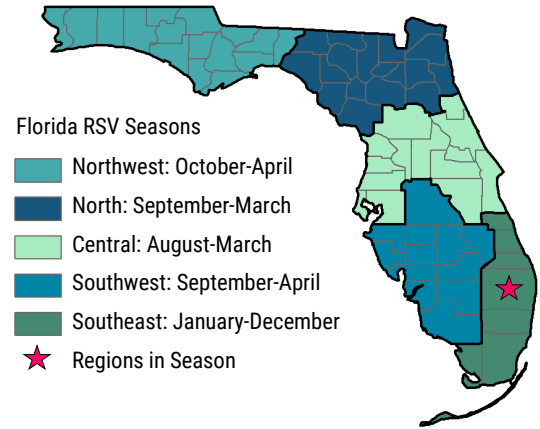 Florida RSV Seasons
Northwest: October-April
North: September-March
Central: August-March
Southwest: September-April
Southeast: January-December
Regions in Season